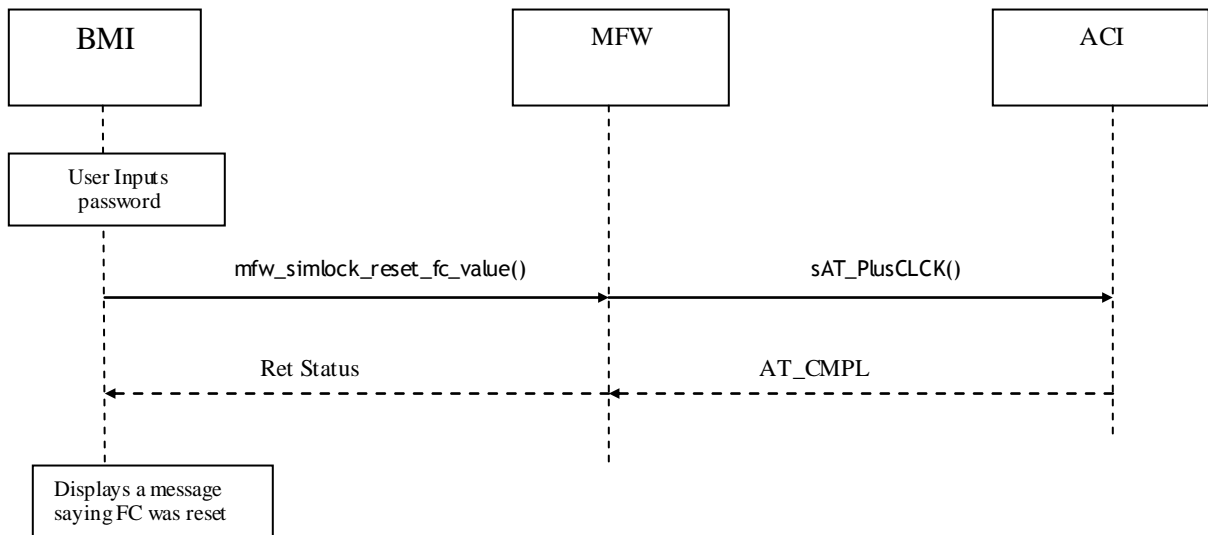 BMI
MFW
ACI
User Inputs
password
mfw_simlock_reset_fc_value()
sAT_PlusCLCK()
Ret Status
AT_CMPL
Displays a message
saying FC was reset